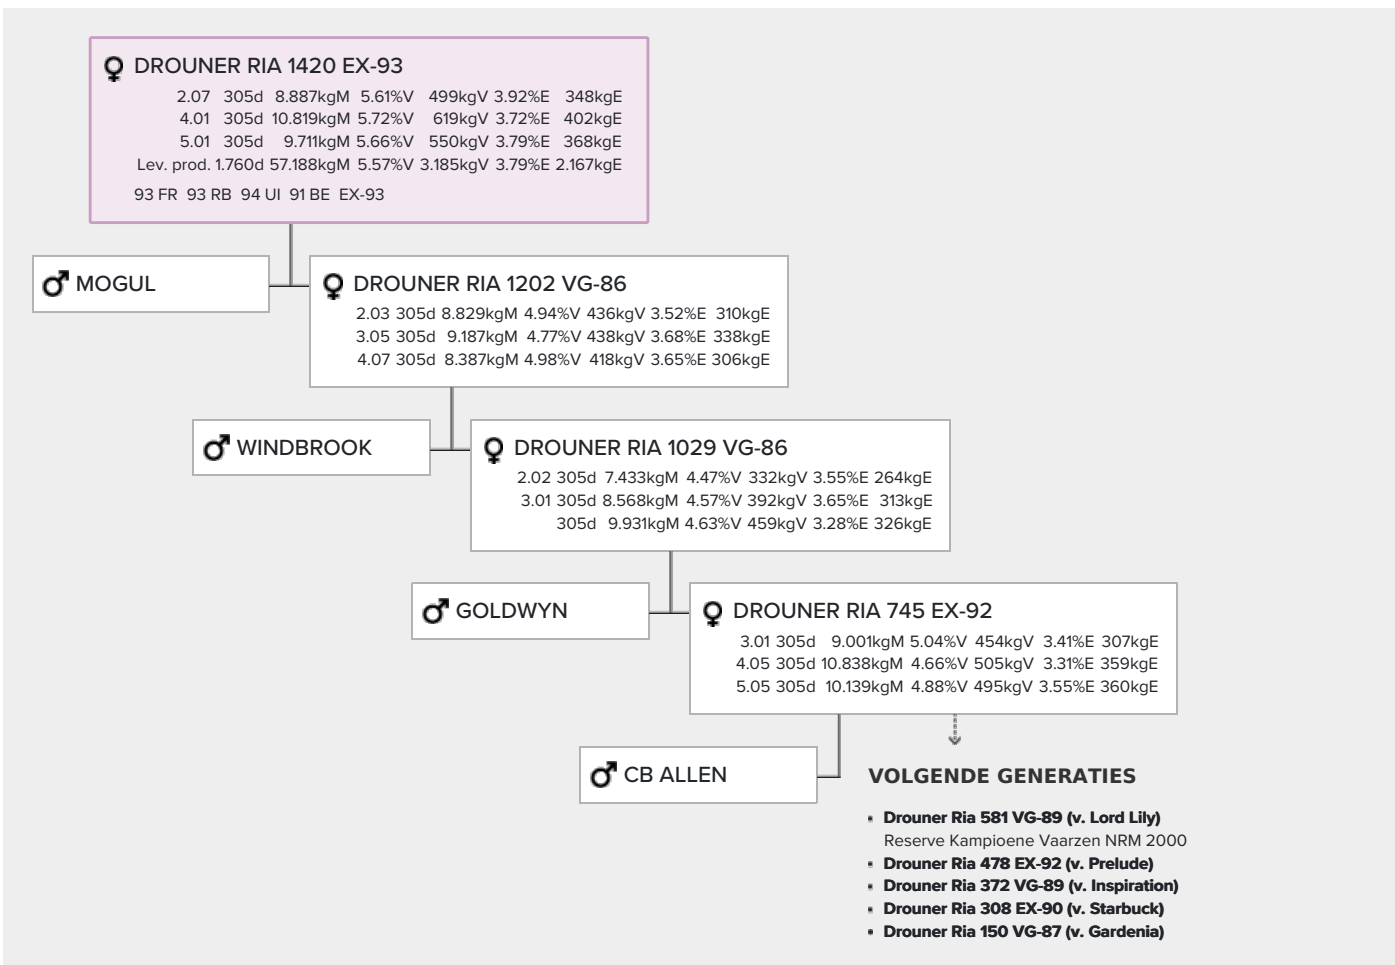 DROUNER RIA 1420 EX-93
2.07 305d 8.887kgM 5.61%V 499kgV 3.92%E 348kgE
4.01 305d 10.819kgM 5.72%V 619kgV 3.72%E 402kgE
5.01 305d 9.711kgM 5.66%V 550kgV 3.79%E 368kgE
Lev. prod. 1.760d 57.188kgM 5.57%V 3.185kgV 3.79%E 2.167kgE
93 FR 93 RB 94 UI 91 BE EX-93
MOGUL
DROUNER RIA 1202 VG-86
2.03 305d 8.829kgM 4.94%V 436kgV 3.52%E 310kgE
3.05 305d 9.187kgM 4.77%V 438kgV 3.68%E 338kgE
4.07 305d 8.387kgM 4.98%V 418kgV 3.65%E 306kgE
WINDBROOK
DROUNER RIA 1029 VG-86
2.02 305d 7.433kgM 4.47%V 332kgV 3.55%E 264kgE
3.01 305d 8.568kgM 4.57%V 392kgV 3.65%E 313kgE
305d 9.931kgM 4.63%V 459kgV 3.28%E 326kgE
GOLDWYN
DROUNER RIA 745 EX-92
3.01 305d 9.001kgM 5.04%V 454kgV 3.41%E 307kgE
4.05 305d 10.838kgM 4.66%V 505kgV 3.31%E 359kgE
5.05 305d 10.139kgM 4.88%V 495kgV 3.55%E 360kgE
CB ALLEN
VOLGENDE GENERATIES
▪ Drouner Ria 581 VG-89 (v. Lord Lily)
Reserve Kampioene Vaarzen NRM 2000
▪ Drouner Ria 478 EX-92 (v. Prelude)
▪ Drouner Ria 372 VG-89 (v. Inspiration)
▪ Drouner Ria 308 EX-90 (v. Starbuck)
▪ Drouner Ria 150 VG-87 (v. Gardenia)